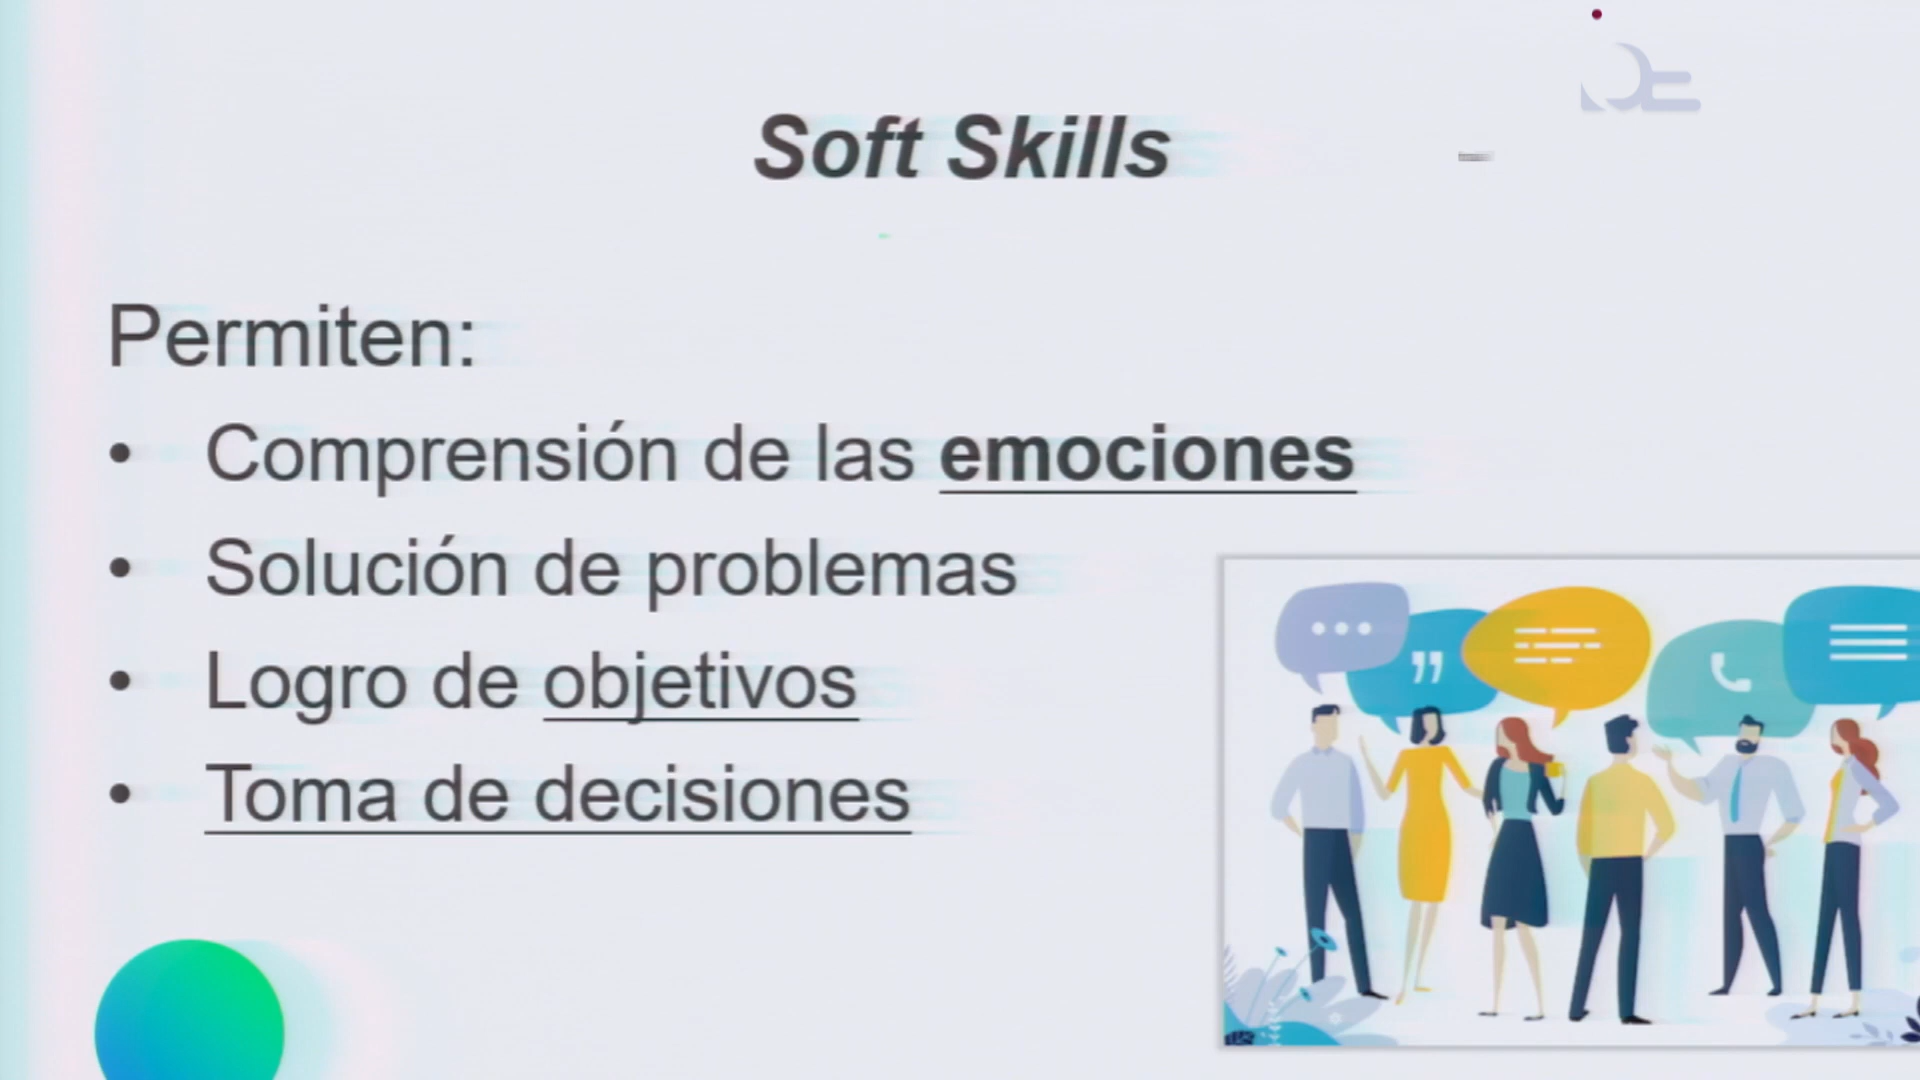 Soft Skills
Permiten:
• Comprensión de las emociones
• Solución de problemas
• Logro de objetivos
• Toma de decisiones